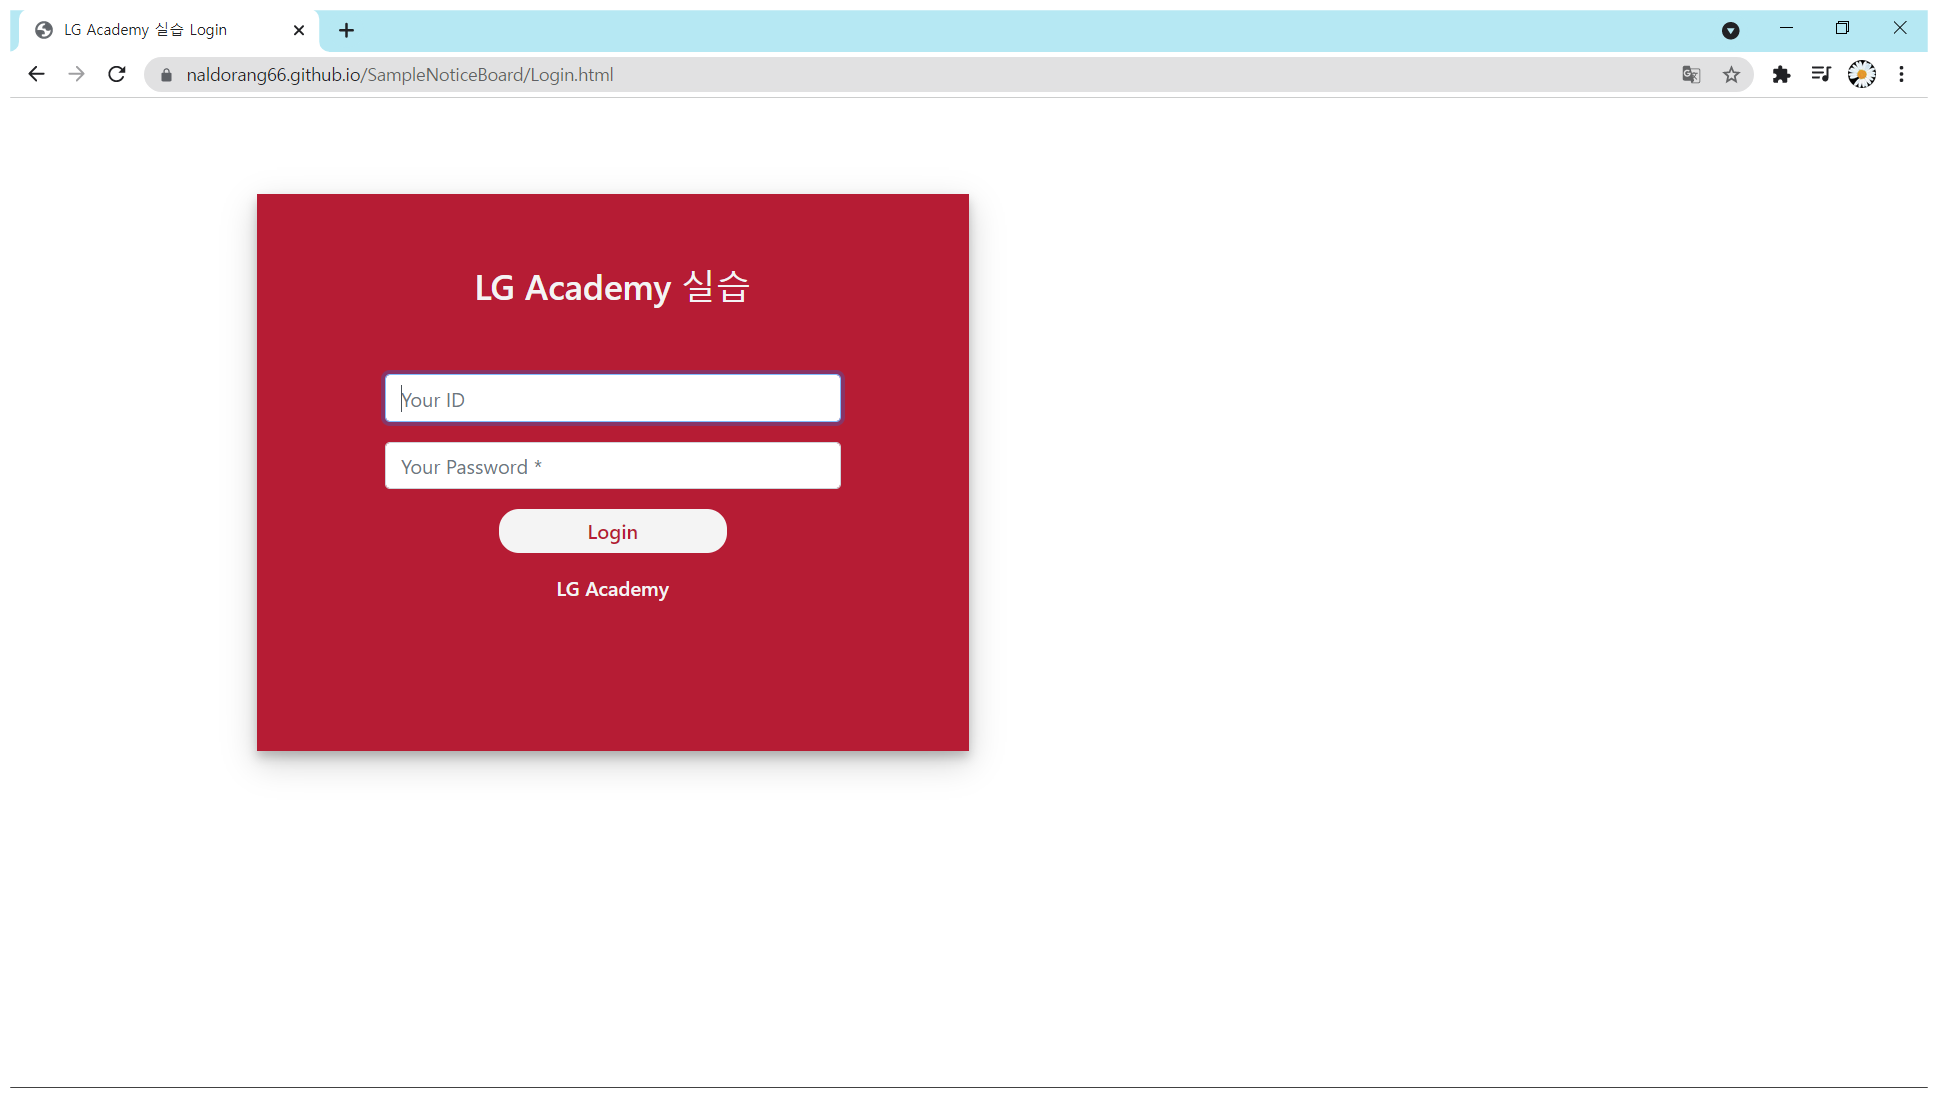 LG Academy 실습 Login
naldorang66.github.io/SampleNoticeBoard/Login.html
LG Academy 실습
Your ID
Your Password *
Login
LG Academy